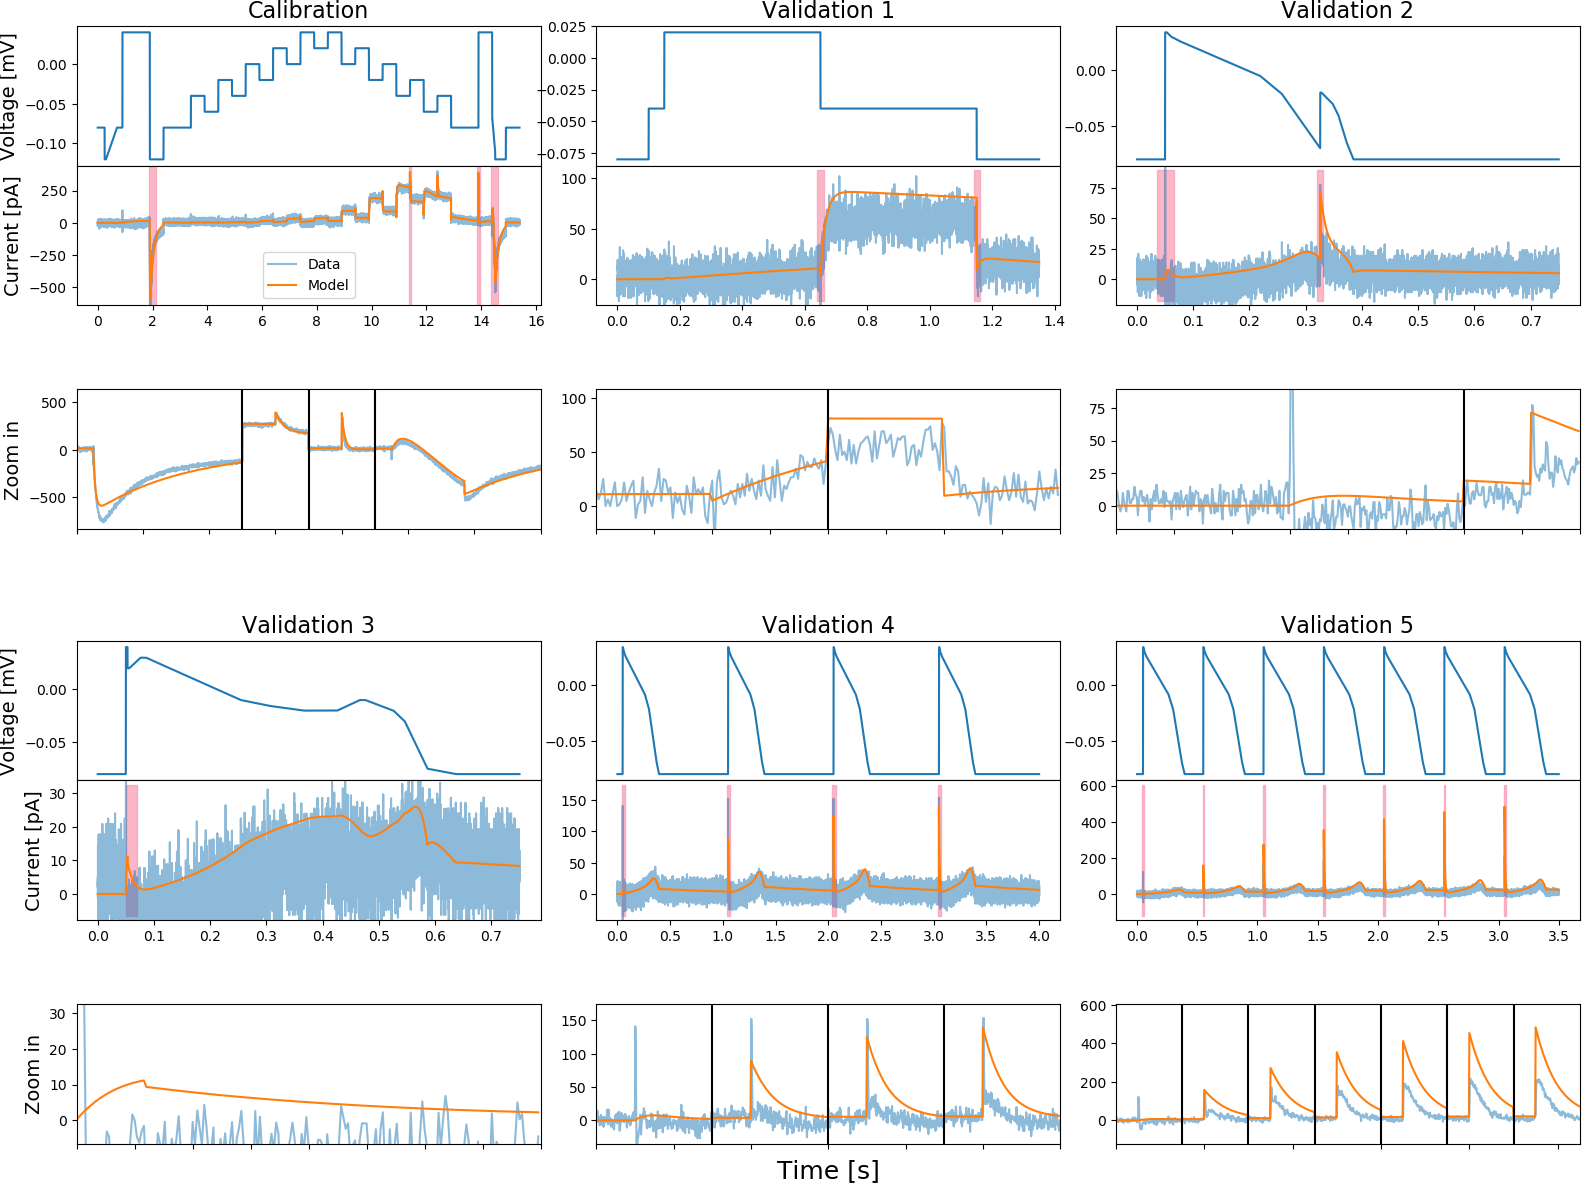 Calibration
Validation 1
Validation 2
Voltage [mV]
0.00
−0.05
−0.10
0.025
0.000
−0.025
−0.050
−0.075
0.00
−0.05
Current [pA]
250
0
−250
−500
Data
Model
100
50
0
75
50
25
0
0 2 4 6 8 10 12 14 16
0.0 0.2 0.4 0.6 0.8 1.0 1.2 1.4
0.0 0.1 0.2 0.3 0.4 0.5 0.6 0.7
Zoom in
500
0
−500
100
50
0
75
50
25
0
Validation 3
Validation 4
Validation 5
Voltage [mV]
0.00
−0.05
0.00
−0.05
0.00
−0.05
Current [pA]
30
20
10
0
150
100
50
0
600
400
200
0
0.0 0.1 0.2 0.3 0.4 0.5 0.6 0.7
0.0 0.5 1.0 1.5 2.0 2.5 3.0 3.5 4.0
0.0 0.5 1.0 1.5 2.0 2.5 3.0 3.5
Zoom in
30
20
10
0
150
100
50
0
600
400
200
0
Time [s]